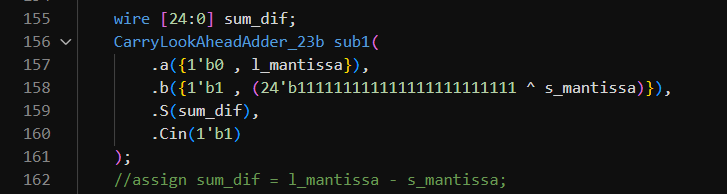 155 wire [24:0] sum_dif;
156 CarryLookAheadAdder_23b sub1(
157 .a({1'b0 , l_mantissa}),
158 .b({1'b1 , (24'b111111111111111111111111 ^ s_mantissa)}),
159 .S(sum_dif),
160 .Cin(1'b1)
161 );
162 //assign sum_dif = l_mantissa - s_mantissa;